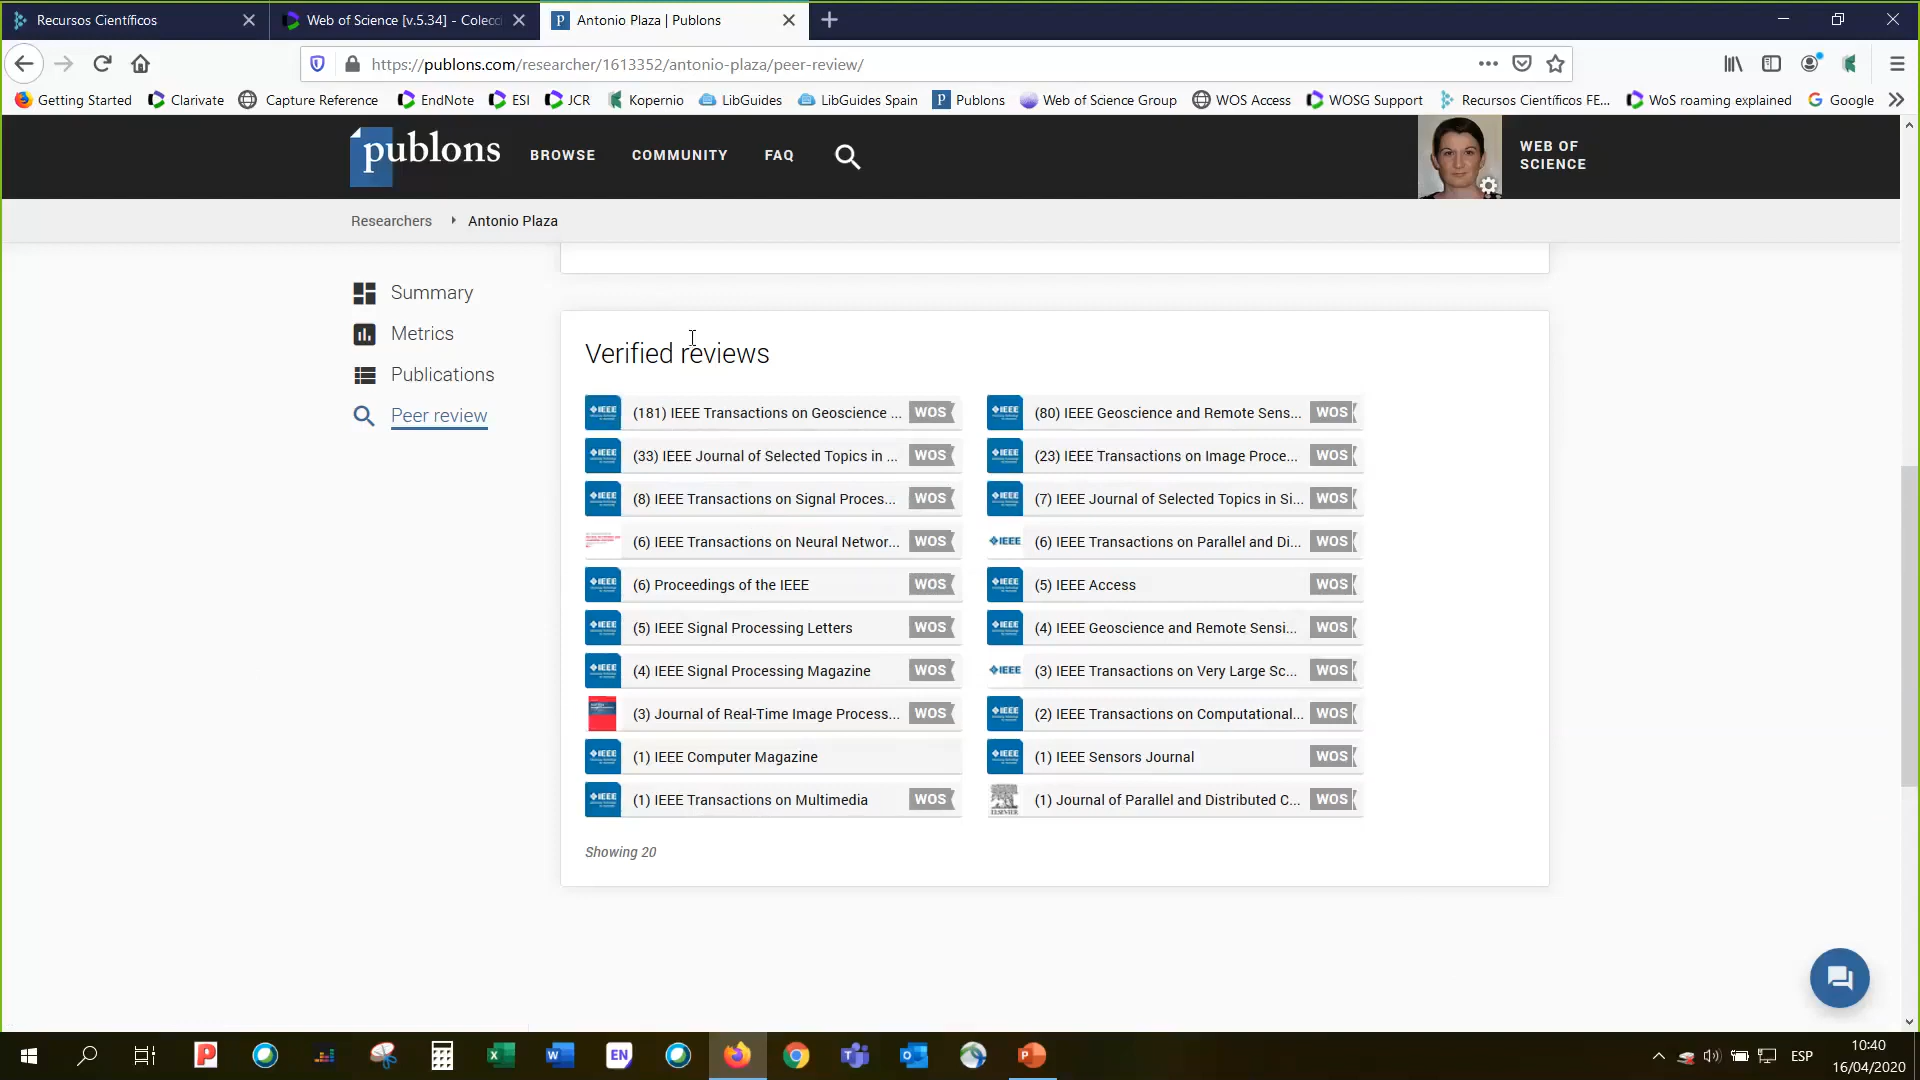 Recursos Científicos
Web of Science [v.5.34] - Colecc
Antonio Plaza | Publons
https://publons.com/researcher/1613352/antonio-plaza/peer-review/
Getting Started
Clarivate
Capture Reference
EndNote
ESI
JCR
Kopernio
LibGuides
LibGuides Spain
Publons
Web of Science Group
WOS Access
WOSG Support
Recursos Científicos FE...
WoS roaming explained
Google
publons
BROWSE
COMMUNITY
FAQ
WEB OF
SCIENCE
Researchers
Antonio Plaza
Summary
Metrics
Publications
Peer review
Verified reviews
(181) IEEE Transactions on Geoscience ... WOS
(80) IEEE Geoscience and Remote Sens... WOS
(33) IEEE Journal of Selected Topics in ... WOS
(23) IEEE Transactions on Image Proce... WOS
(8) IEEE Transactions on Signal Proces... WOS
(7) IEEE Journal of Selected Topics in Si... WOS
(6) IEEE Transactions on Neural Networ... WOS
(6) IEEE Transactions on Parallel and Di... WOS
(6) Proceedings of the IEEE WOS
(5) IEEE Access WOS
(5) IEEE Signal Processing Letters WOS
(4) IEEE Geoscience and Remote Sensi... WOS
(4) IEEE Signal Processing Magazine WOS
(3) IEEE Transactions on Very Large Sc... WOS
(3) Journal of Real-Time Image Process... WOS
(2) IEEE Transactions on Computational... WOS
(1) IEEE Computer Magazine
(1) IEEE Sensors Journal WOS
(1) IEEE Transactions on Multimedia WOS
(1) Journal of Parallel and Distributed C... WOS
Showing 20
EN
ESP
10:40
16/04/2020